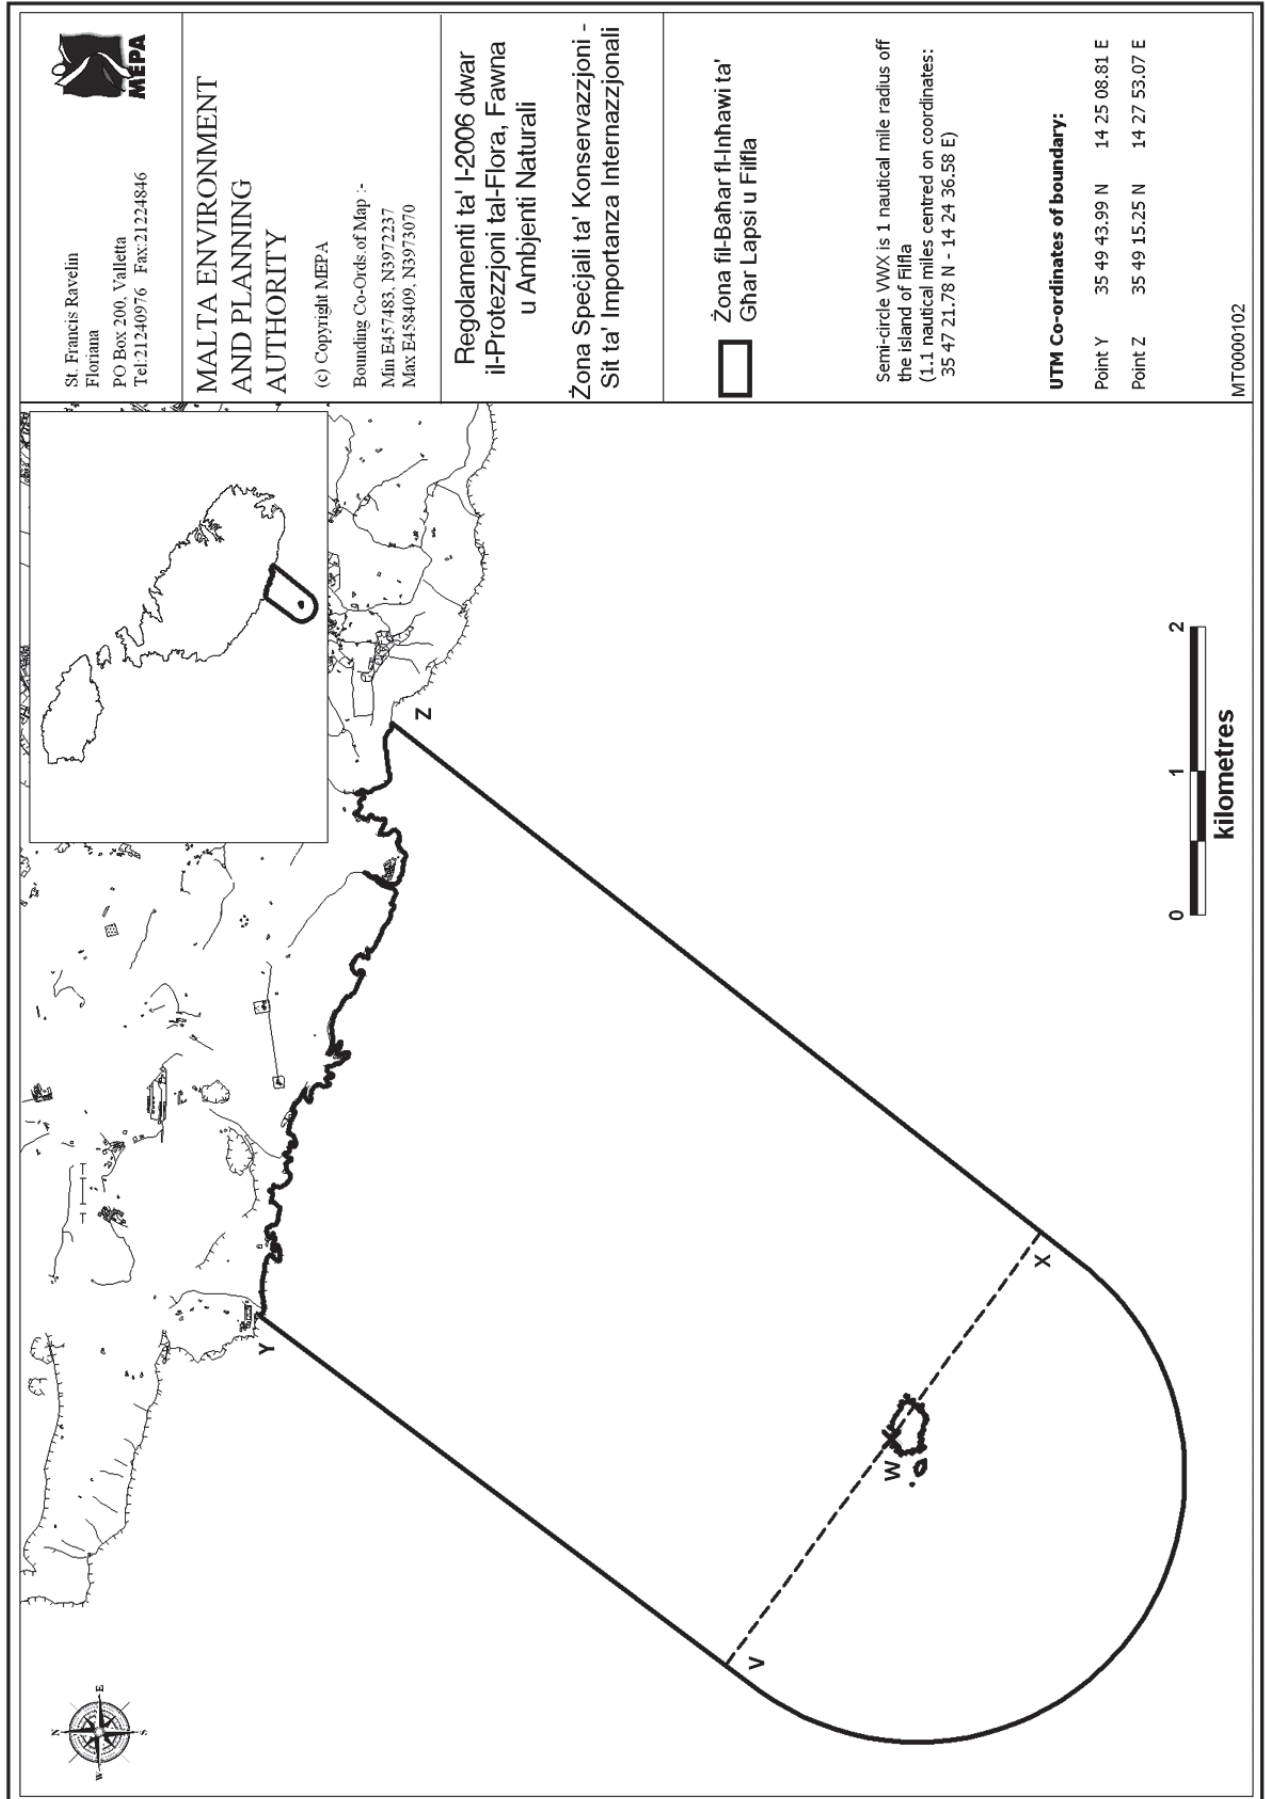 MEPA
St. Francis Ravelin
Floriana
PO Box 200, Valletta
Tel:21240976 Fax:21224846
MALTA ENVIRONMENT
AND PLANNING
AUTHORITY
(c) Copyright MEPA
Bounding Co-Ords.of Map :-
Min E457483, N3972237
Max E458409, N3973070
Regolamenti ta' l-2006 dwar
il-Protezzjoni tal-Flora, Fawna
u Ambjenti Naturali
Żona Speċjali ta' Konservazzjoni -
Sit ta' Importanza Internazzjonali
Żona fil-Baħar fl-Inħawi ta'
Għar Lapsi u Filfla
Semi-circle VWX is 1 nautical mile radius off
the island of Filfla
(1.1 nautical miles centred on coordinates:
35 47 21.78 N - 14 24 36.58 E)
UTM Co-ordinates of boundary:
Point Y 35 49 43.99 N 14 25 08.81 E
Point Z 35 49 15.25 N 14 27 53.07 E
MT0000102
N
E
S
W
Y
Z
V
W
X
0 1 2
kilometres